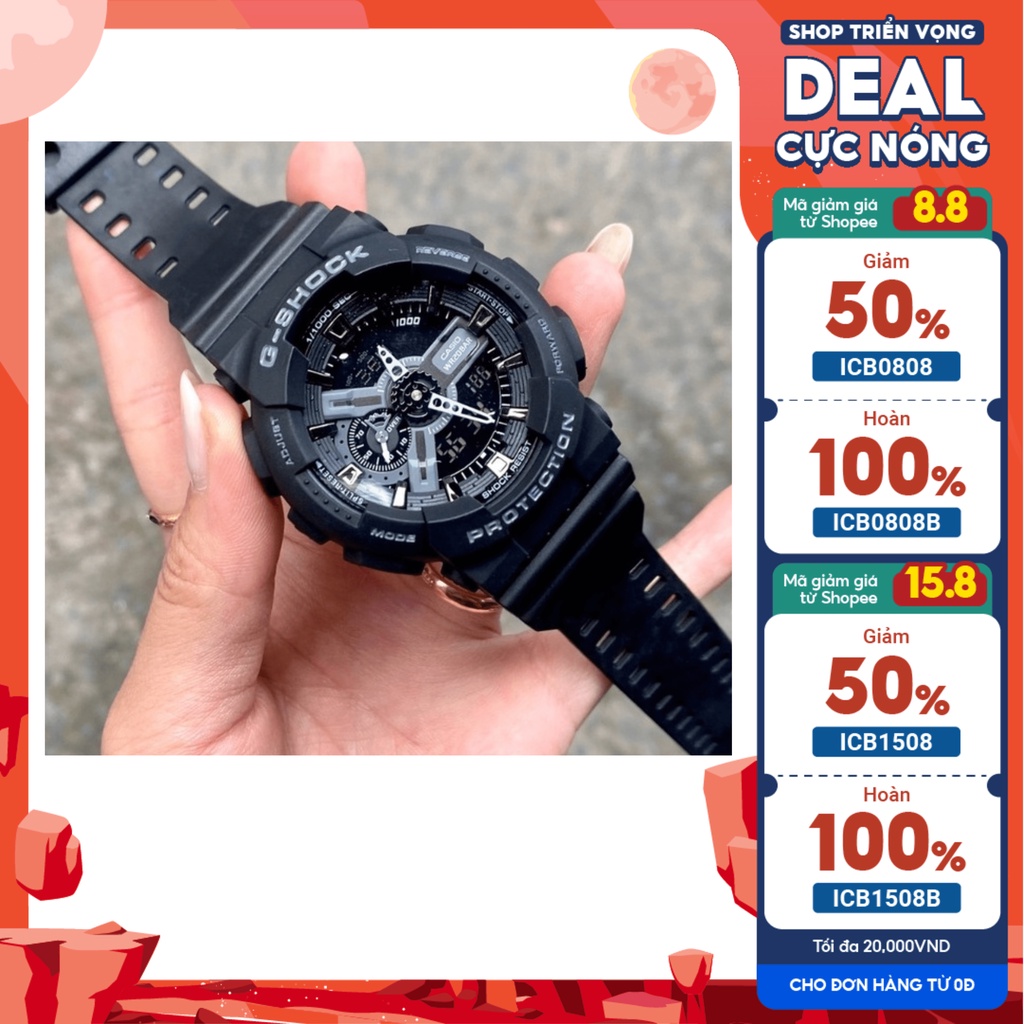 SHOP TRIỂN VỌNG
DEAL
CỰC NÓNG
Mã giảm giá
từ Shopee
8.8
Giảm
50%
ICB0808
Hoàn
100%
ICB0808B
Mã giảm giá
từ Shopee
15.8
Giảm
50%
ICB1508
Hoàn
100%
ICB1508B
Tối đa 20,000VND
CHO ĐƠN HÀNG TỪ 0Đ
G-SHOCK
REVERSE
1/1000-SEC
START-STOP
1000
CASIO
WR20BAR
FORWARD
ADJUST
SPLIT-RESET
SHOCK RESIST
PROTECTION
MODE